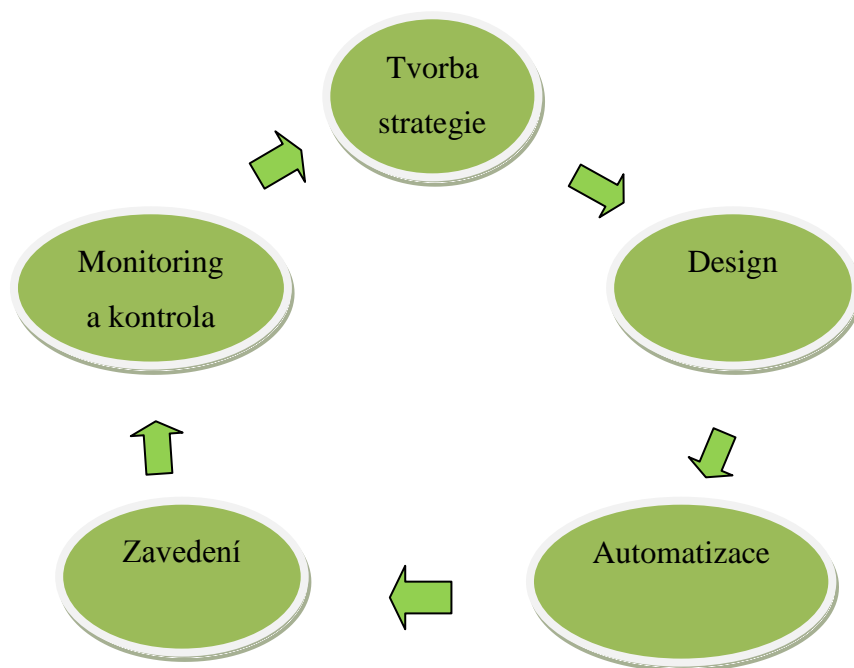 Tvorba
strategie
Design
Automatizace
Zavedení
Monitoring
a kontrola